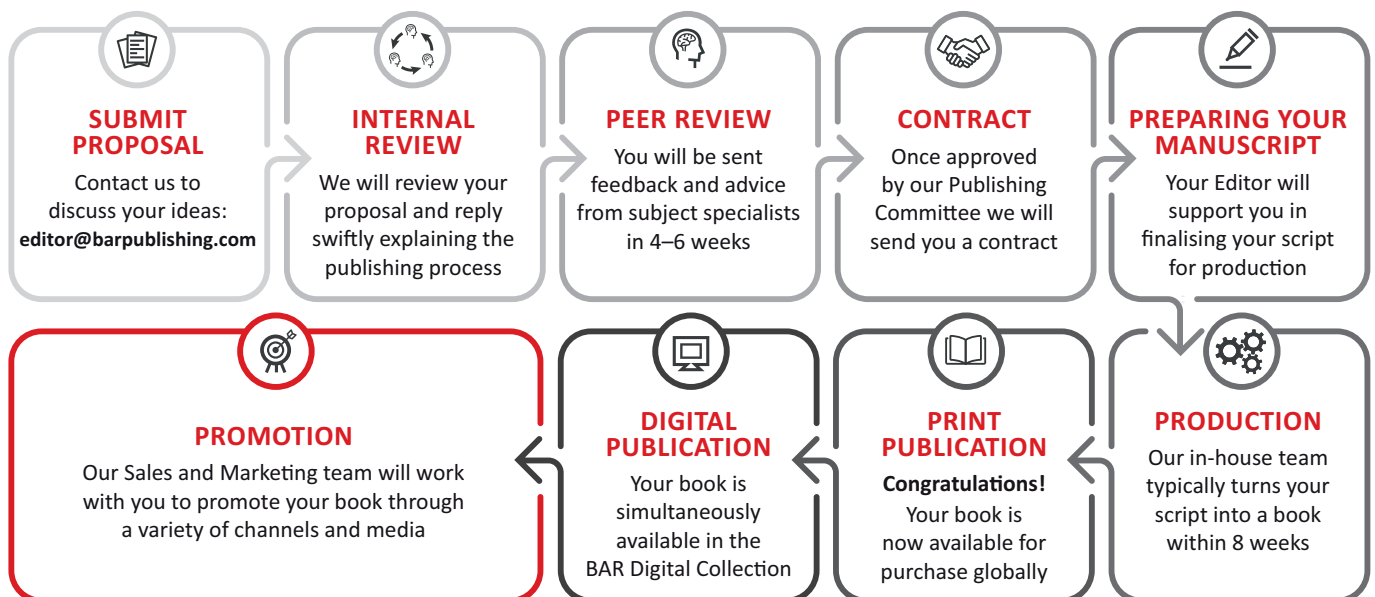 SUBMIT
PROPOSAL
Contact us to
discuss your ideas:
editor@barpublishing.com
INTERNAL
REVIEW
We will review your
proposal and reply
swiftly explaining the
publishing process
PEER REVIEW
You will be sent
feedback and advice
from subject specialists
in 4–6 weeks
CONTRACT
Once approved
by our Publishing
Committee we will
send you a contract
PREPARING YOUR
MANUSCRIPT
Your Editor will
support you in
finalising your script
for production
PRODUCTION
Our in-house team
typically turns your
script into a book
within 8 weeks
PRINT
PUBLICATION
Congratulations!
Your book is
now available for
purchase globally
DIGITAL
PUBLICATION
Your book is
simultaneously
available in the
BAR Digital Collection
PROMOTION
Our Sales and Marketing team will work
with you to promote your book through
a variety of channels and media